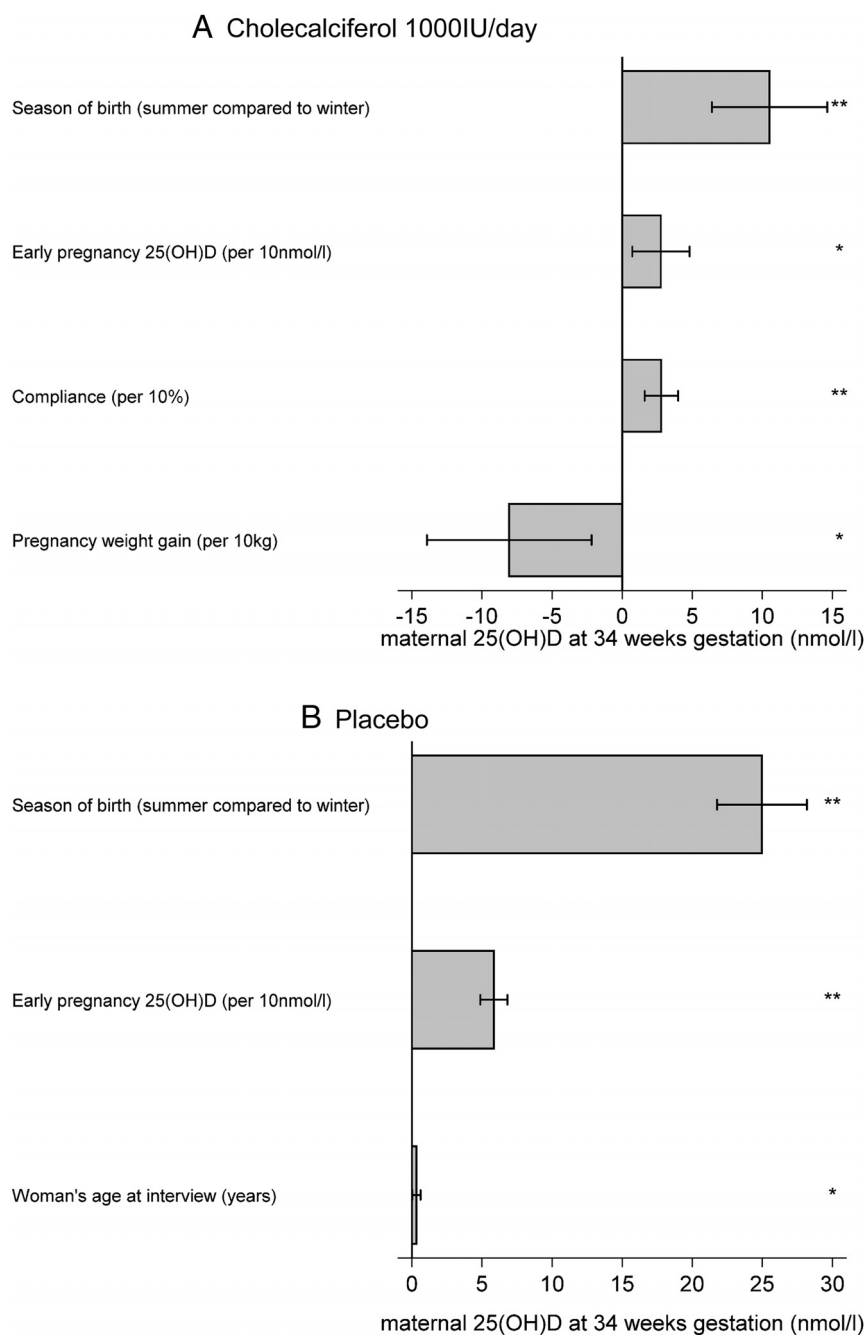 A Cholecalciferol 1000IU/day
Season of birth (summer compared to winter)
**
Early pregnancy 25(OH)D (per 10nmol/l)
*
Compliance (per 10%)
**
Pregnancy weight gain (per 10kg)
*
-15 -10 -5 0 5 10 15
maternal 25(OH)D at 34 weeks gestation (nmol/l)
B Placebo
Season of birth (summer compared to winter)
**
Early pregnancy 25(OH)D (per 10nmol/l)
**
Woman's age at interview (years)
*
0 5 10 15 20 25 30
maternal 25(OH)D at 34 weeks gestation (nmol/l)